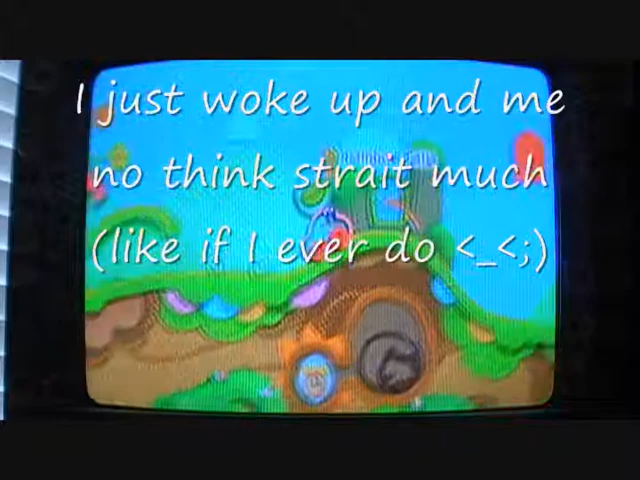 I just woke up and me
no think strait much
(like if I ever do <_<;)